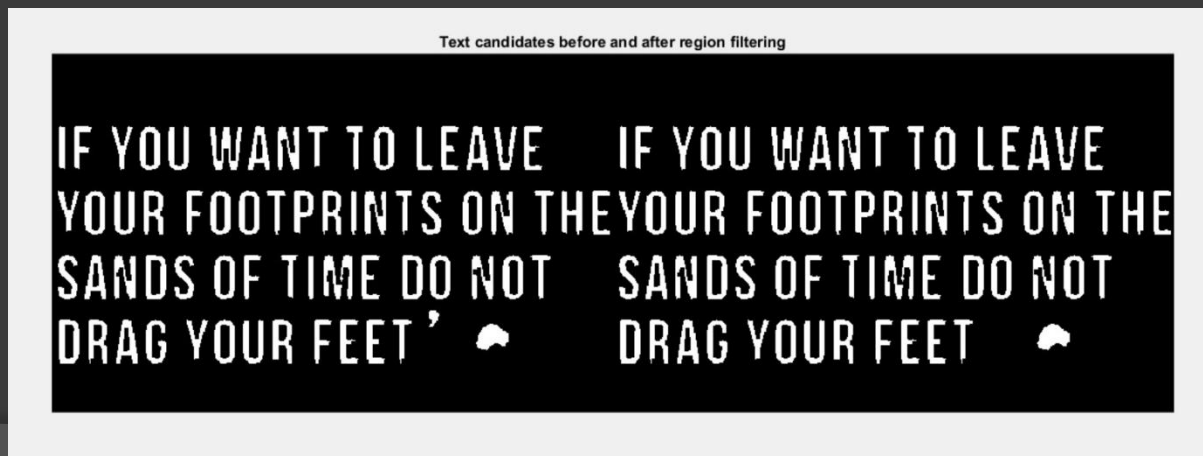 Text candidates before and after region filtering
IF YOU WANT TO LEAVE
YOUR FOOTPRINTS ON THE
SANDS OF TIME DO NOT
DRAG YOUR FEET’
IF YOU WANT TO LEAVE
YOUR FOOTPRINTS ON THE
SANDS OF TIME DO NOT
DRAG YOUR FEET